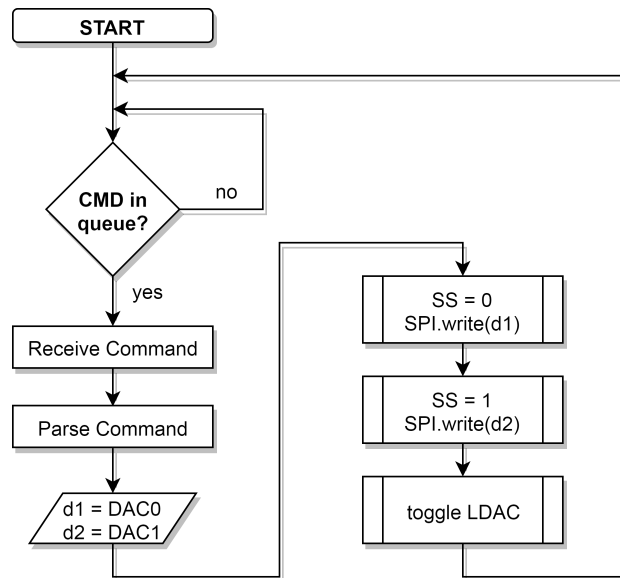 START
CMD in
queue?
no
yes
Receive Command
Parse Command
d1 = DAC0
d2 = DAC1
SS = 0
SPI.write(d1)
SS = 1
SPI.write(d2)
toggle LDAC